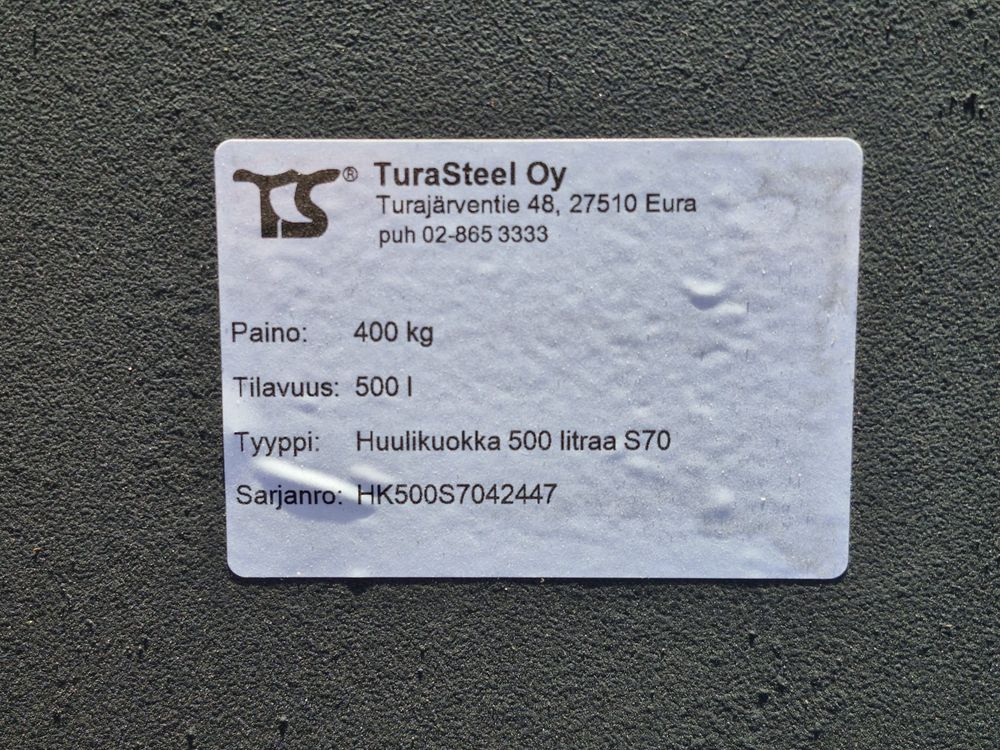 TS® TuraSteel Oy
Turajärventie 48, 27510 Eura
puh 02-865 3333
Paino: 400 kg
Tilavuus: 500 l
Tyyppi: Huulikuokka 500 litraa S70
Sarjanro: HK500S7042447